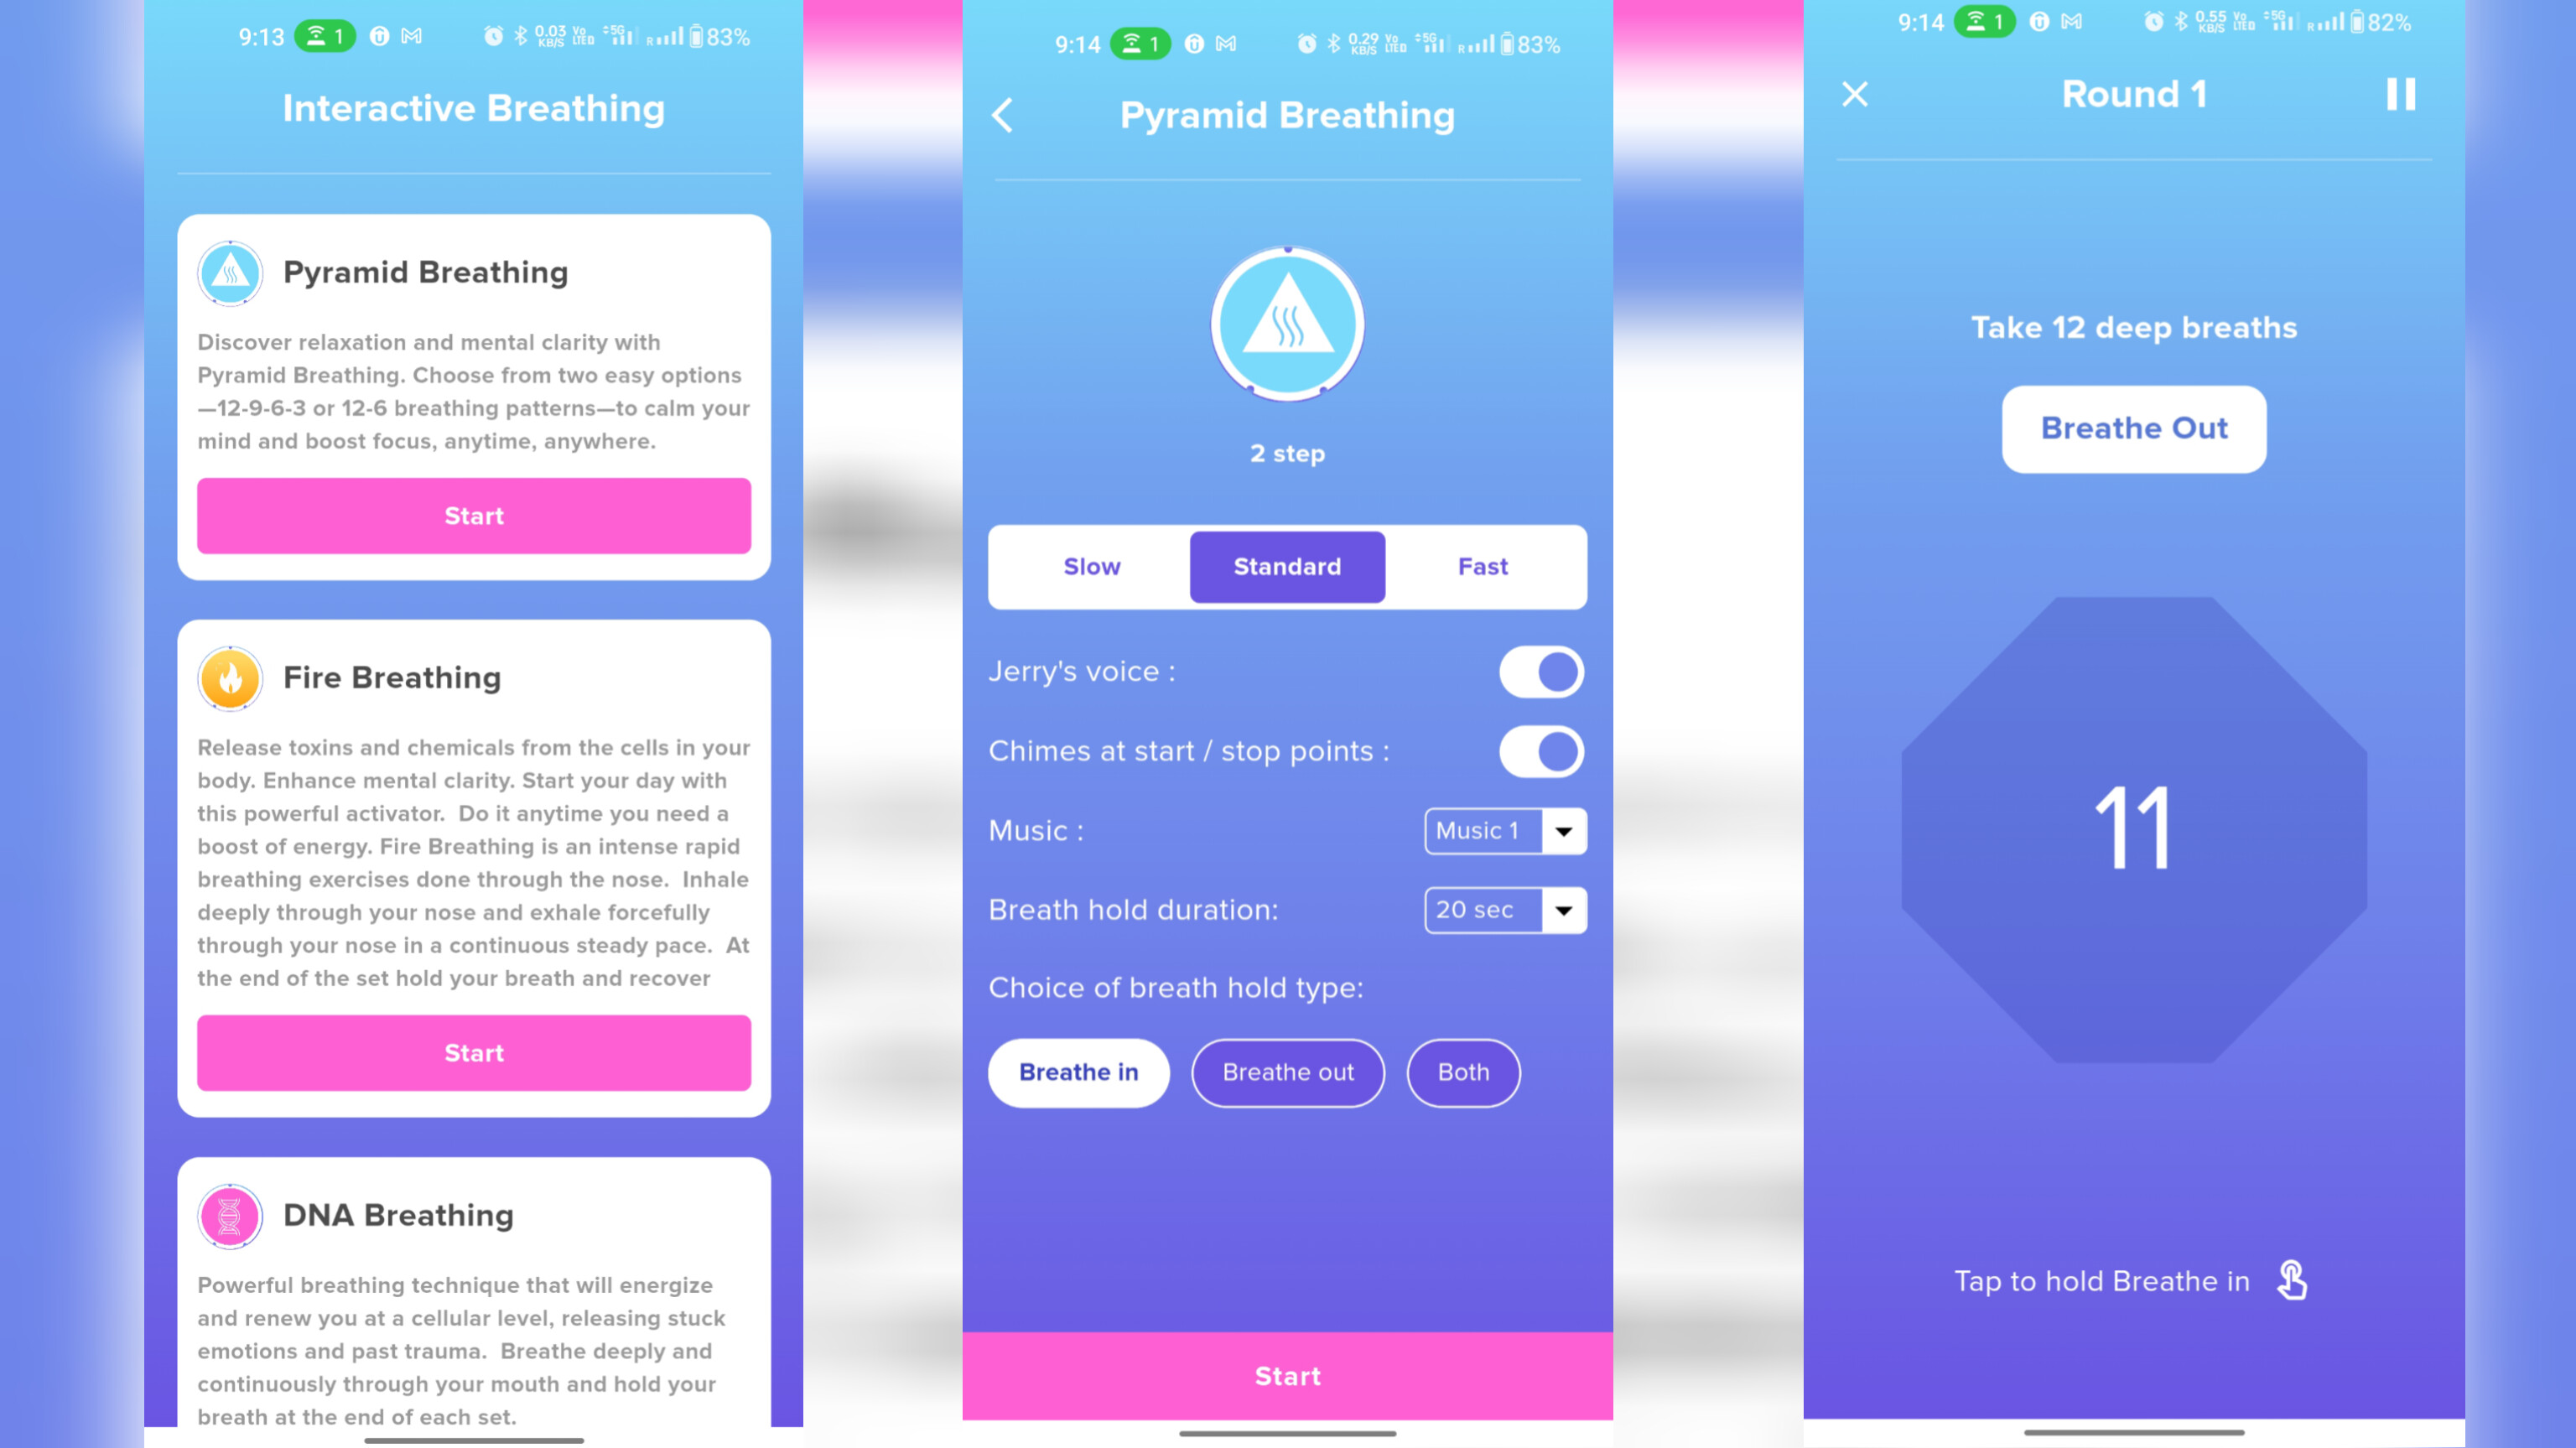 9:13 1 0.03 KB/S Vo LTE 5G R 83%
Interactive Breathing
Pyramid Breathing
Discover relaxation and mental clarity with
Pyramid Breathing. Choose from two easy options
—12-9-6-3 or 12-6 breathing patterns—to calm your
mind and boost focus, anytime, anywhere.
Start
Fire Breathing
Release toxins and chemicals from the cells in your
body. Enhance mental clarity. Start your day with
this powerful activator.  Do it anytime you need a
boost of energy. Fire Breathing is an intense rapid
breathing exercises done through the nose.  Inhale
deeply through your nose and exhale forcefully
through your nose in a continuous steady pace.  At
the end of the set hold your breath and recover
Start
DNA Breathing
Powerful breathing technique that will energize
and renew you at a cellular level, releasing stuck
emotions and past trauma.  Breathe deeply and
continuously through your mouth and hold your
breath at the end of each set.
9:14 1 0.29 KB/S Vo LTE 5G R 83%
Pyramid Breathing
2 step
Slow Standard Fast
Jerry's voice :
Chimes at start / stop points :
Music : Music 1
Breath hold duration: 20 sec
Choice of breath hold type:
Breathe in Breathe out Both
Start
9:14 1 0.55 KB/S Vo LTE 5G R 82%
Round 1
Take 12 deep breaths
Breathe Out
11
Tap to hold Breathe in